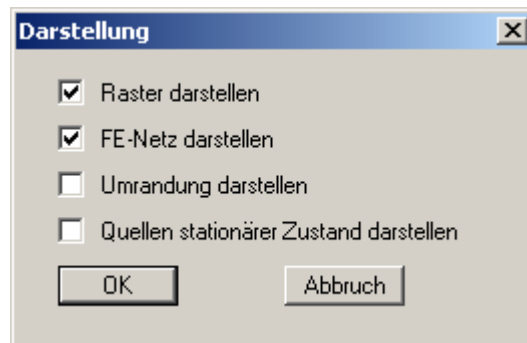 Darstellung
Raster darstellen
FE-Netz darstellen
Umrandung darstellen
Quellen stationärer Zustand darstellen
OK Abbruch